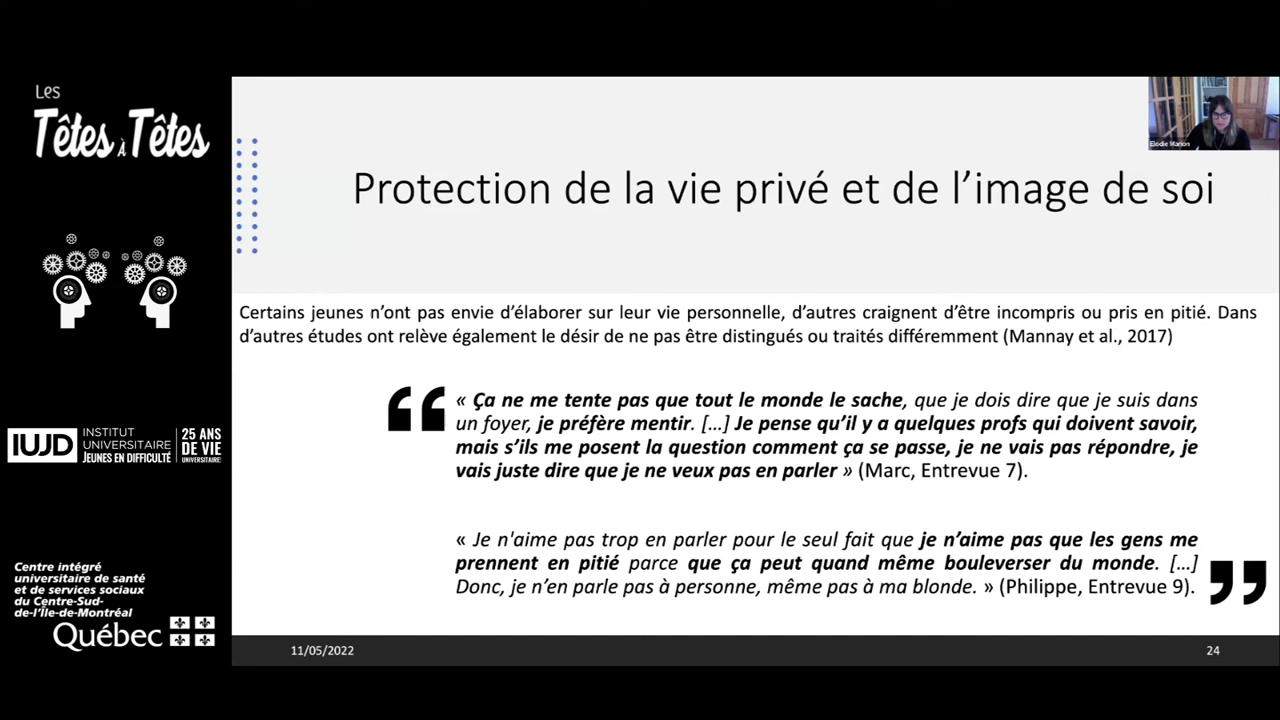 Les
Têtes à Têtes
IUJD
INSTITUT
UNIVERSITAIRE
JEUNES EN DIFFICULTÉ
25 ANS
DE VIE
UNIVERSITAIRE!
Centre intégré
universitaire de santé
et de services sociaux
du Centre-Sud-
de-l'Île-de-Montréal
Québec
Elodie Marion
Protection de la vie privé et de l’image de soi
Certains jeunes n’ont pas envie d’élaborer sur leur vie personnelle, d’autres craignent d’être incompris ou pris en pitié. Dans
d’autres études ont relève également le désir de ne pas être distingués ou traités différemment (Mannay et al., 2017)
« Ça ne me tente pas que tout le monde le sache, que je dois dire que je suis dans
un foyer, je préfère mentir. […] Je pense qu’il y a quelques profs qui doivent savoir,
mais s’ils me posent la question comment ça se passe, je ne vais pas répondre, je
vais juste dire que je ne veux pas en parler » (Marc, Entrevue 7).
« Je n'aime pas trop en parler pour le seul fait que je n’aime pas que les gens me
prennent en pitié parce que ça peut quand même bouleverser du monde. […]
Donc, je n’en parle pas à personne, même pas à ma blonde. » (Philippe, Entrevue 9).
11/05/2022
24